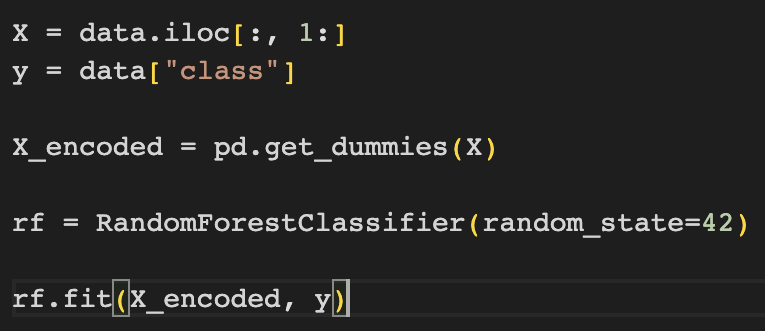 X = data.iloc[:, 1:]
y = data["class"]
X_encoded = pd.get_dummies(X)
rf = RandomForestClassifier(random_state=42)
rf.fit(X_encoded, y)